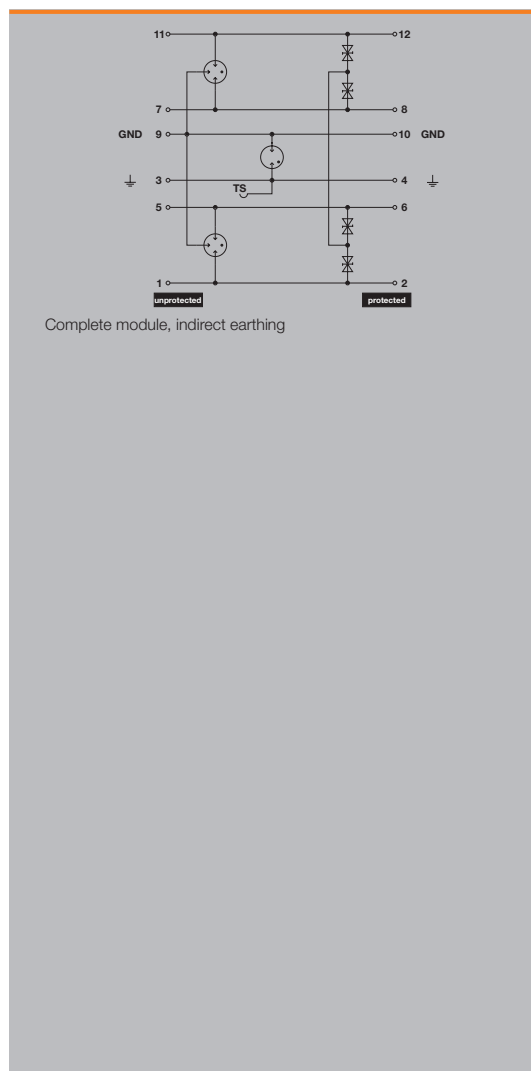 11 12
7 8
GND 9 10 GND
3 4
TS
5 6
1 2
unprotected protected
Complete module, indirect earthing